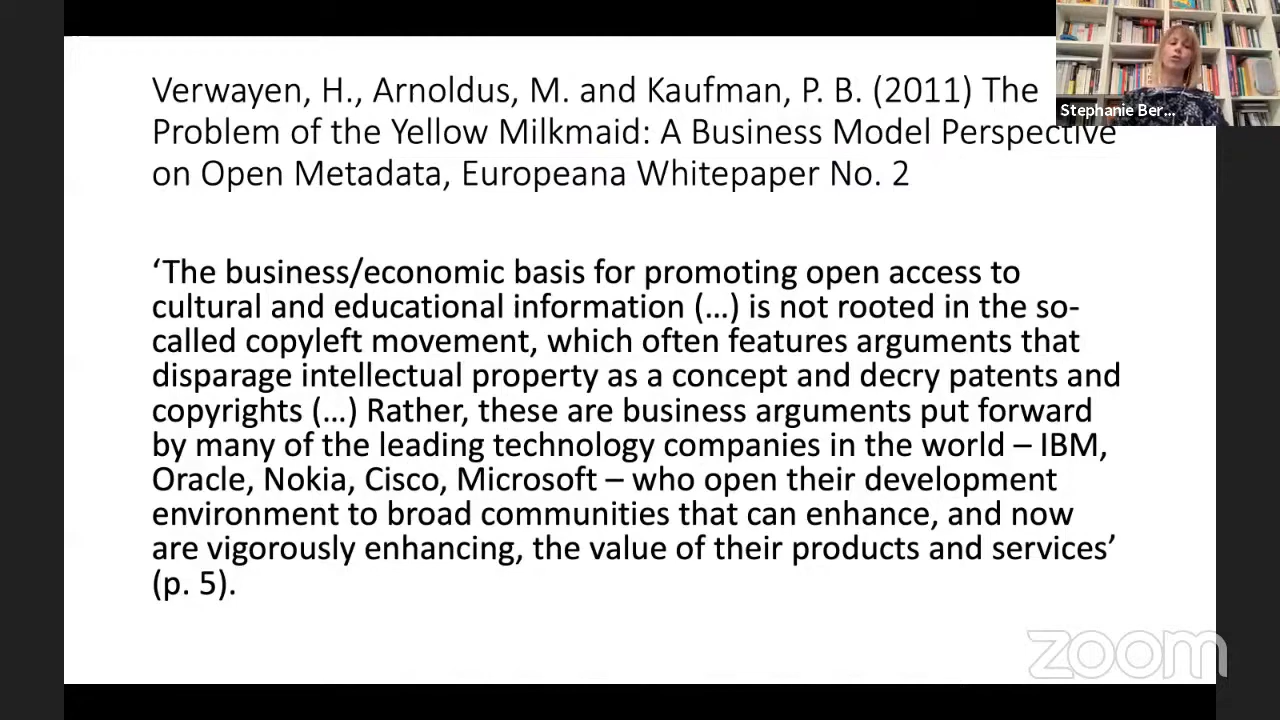 Verwayen, H., Arnoldus, M. and Kaufman, P. B. (2011) The
Problem of the Yellow Milkmaid: A Business Model Perspective
on Open Metadata, Europeana Whitepaper No. 2
Stephanie Ber...
‘The business/economic basis for promoting open access to
cultural and educational information (…) is not rooted in the so-
called copyleft movement, which often features arguments that
disparage intellectual property as a concept and decry patents and
copyrights (…) Rather, these are business arguments put forward
by many of the leading technology companies in the world – IBM,
Oracle, Nokia, Cisco, Microsoft – who open their development
environment to broad communities that can enhance, and now
are vigorously enhancing, the value of their products and services’
(p. 5).
zoom